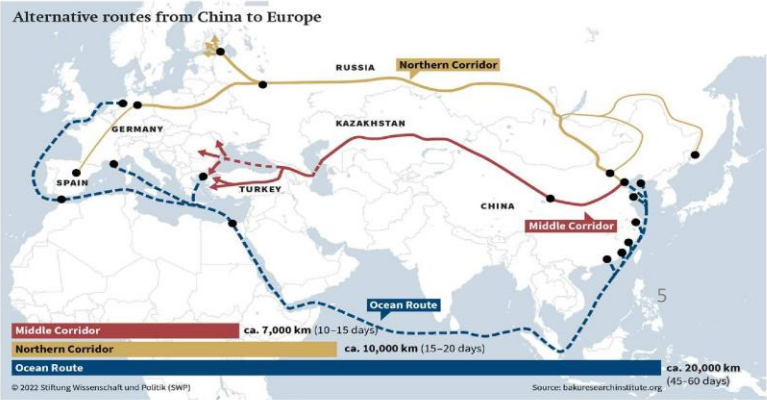 Alternative routes from China to Europe
RUSSIA
Northern Corridor
KAZAKHSTAN
GERMANY
SPAIN
TURKEY
CHINA
Middle Corridor
5
Ocean Route
Middle Corridor ca. 7,000 km (10-15 days)
Northern Corridor ca. 10,000 km (15-20 days)
Ocean Route ca. 20,000 km
(45-60 days)
© 2022 Stiftung Wissenschaft und Politik (SWP) Source: bakuresearchinstitute.org